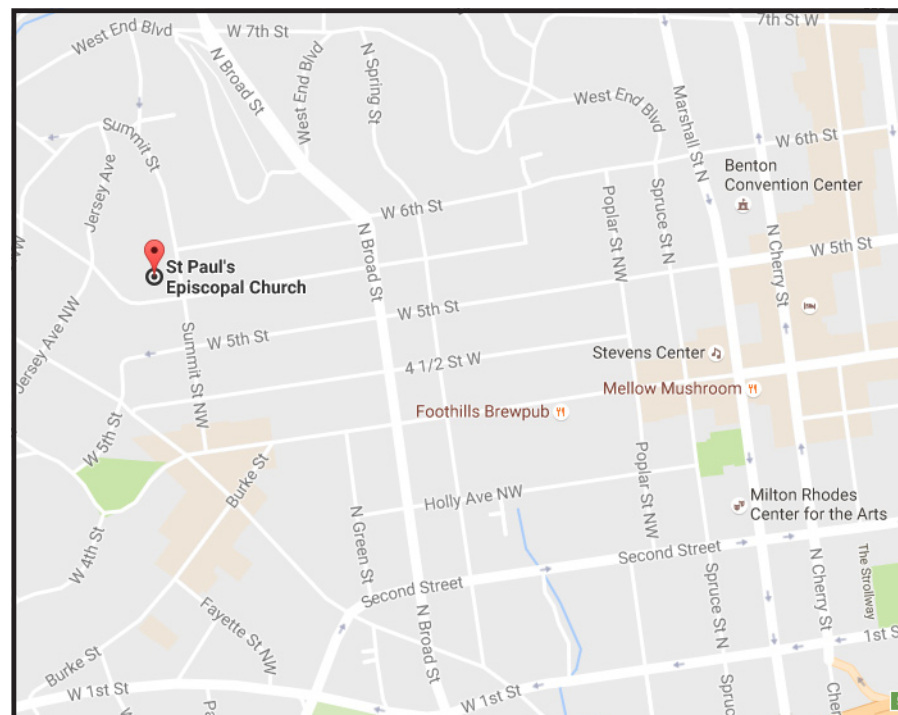 West End Blvd
W 7th St
7th St W
N Broad St
West End Blvd
N Spring St
West End Blvd
Marshall St N
Summit St
Jersey Ave
W 6th St
Benton
Convention Center
Poplar St NW
Spruce St N
W 6th St
NW
N Broad St
N Cherry St
W 5th St
St Paul's
Episcopal Church
W 5th St
W 5th St
Jersey Ave NW
Summit St NW
4 1/2 St W
Stevens Center
Mellow Mushroom
Foothills Brewpub
W 5th St
Burke St
Poplar St NW
Holly Ave NW
Milton Rhodes
Center for the Arts
W 4th St
N Green St
Second Street
Second Street
The Strollway
N Cherry St
Spruce St N
Fayette St NW
N Broad St
1st S
Burke St
W 1st St
W 1st St
Pa
Spruc
Che